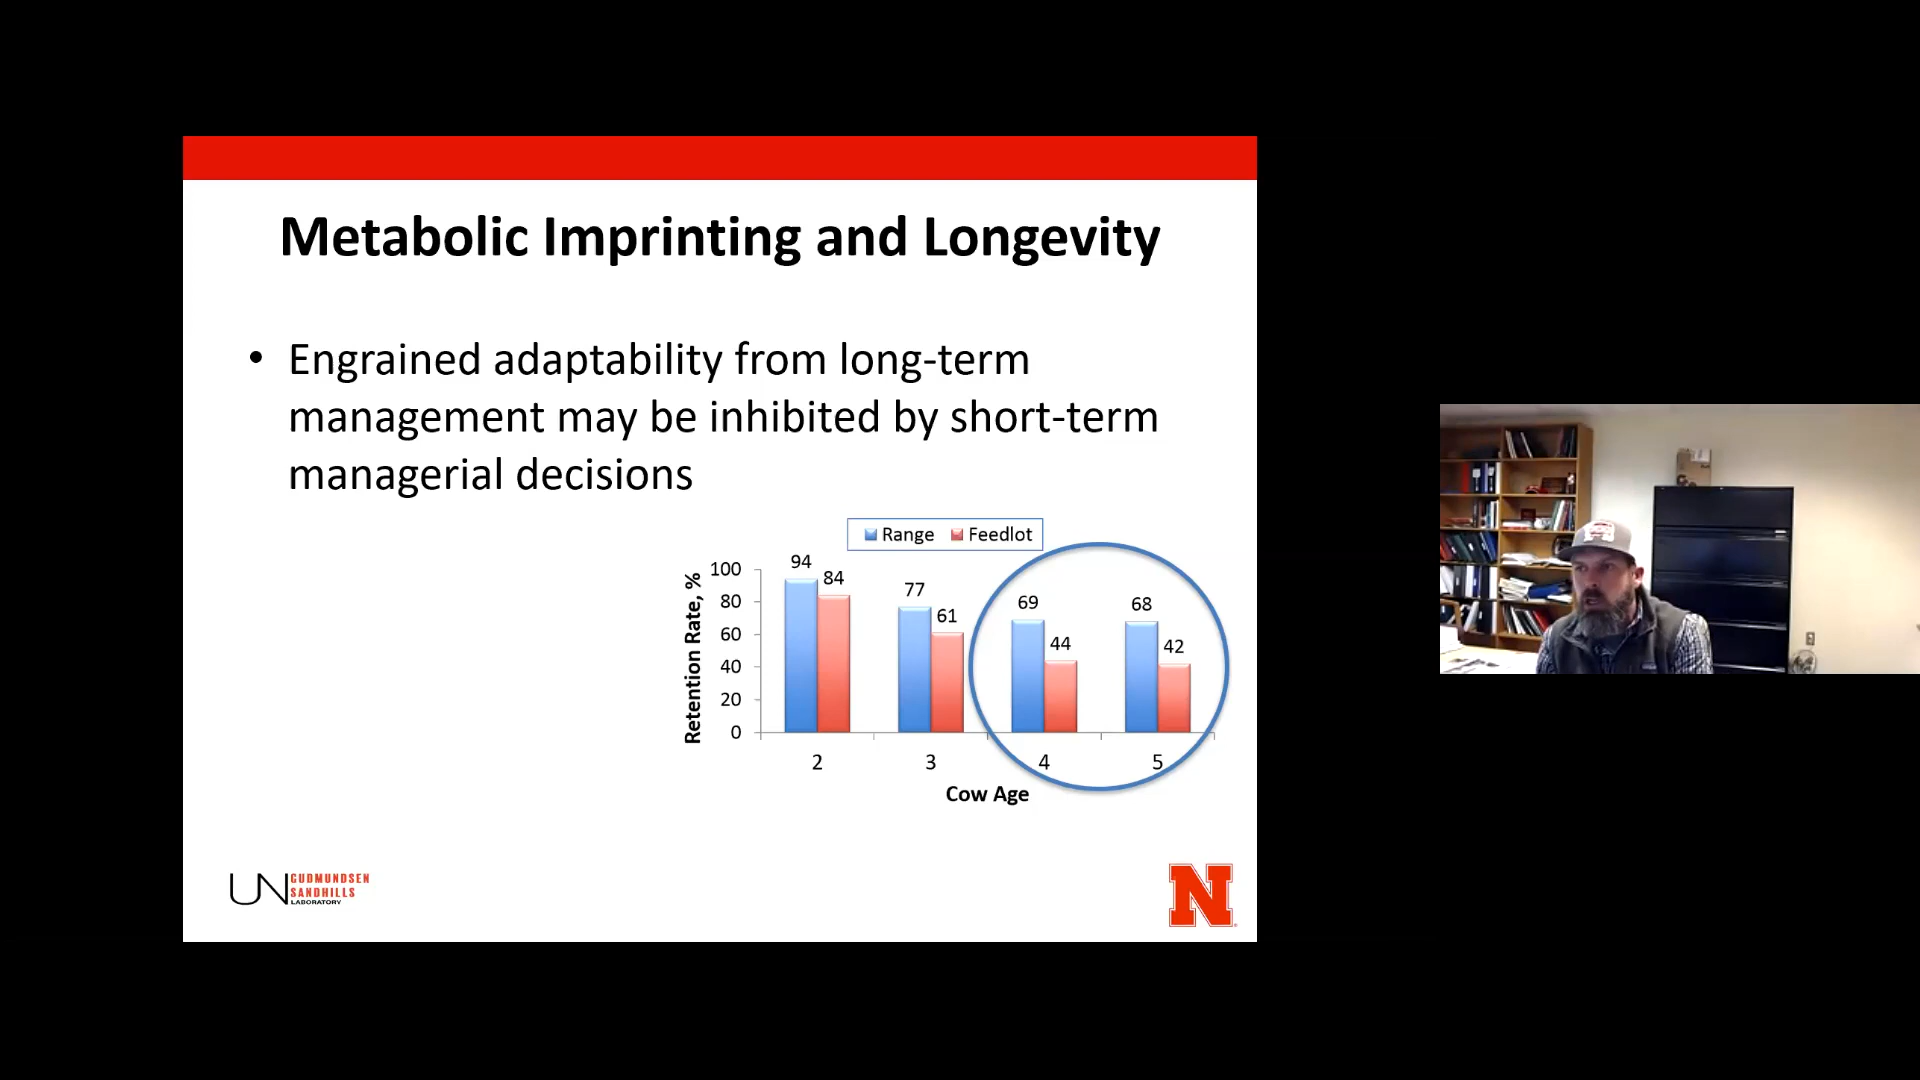 Metabolic Imprinting and Longevity
• Engrained adaptability from long-term
management may be inhibited by short-term
managerial decisions
Range Feedlot
Retention Rate, %
100
80
60
40
20
0
94
84
77
61
69
44
68
42
2 3 4 5
Cow Age
UN GUDMUNDSEN
SANDHILLS
LABORATORY
N